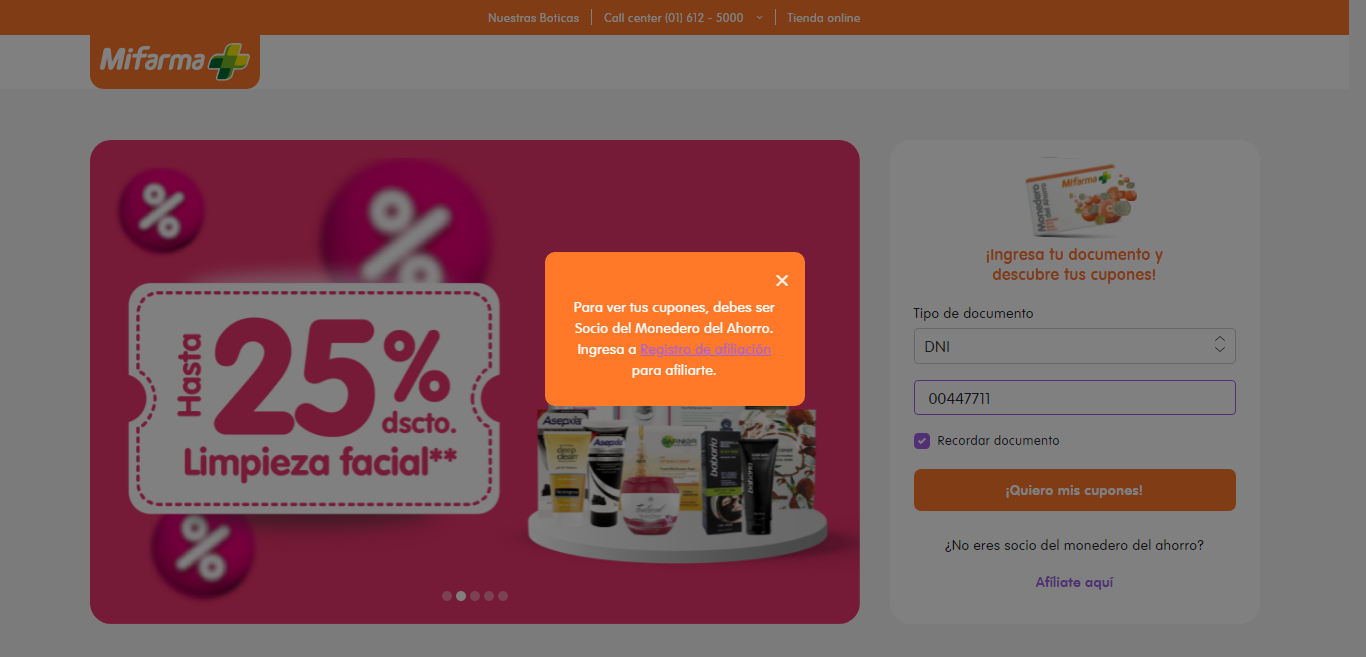 Nuestras Boticas
Call center (01) 612 - 5000
Tienda online
Mifarma
Hasta
25%
dscto.
Limpieza facial**
Asepxia
Asepxia
deep clean
Neutrogena
GARNIER
babaria
babaria
Para ver tus cupones, debes ser
Socio del Monedero del Ahorro.
Ingresa a Registro de afiliación
para afiliarte.
Mifarma
Monedero
del Ahorro
¡Ingresa tu documento y
descubre tus cupones!
Tipo de documento
DNI
00447711
Recordar documento
¡Quiero mis cupones!
¿No eres socio del monedero del ahorro?
Afíliate aquí